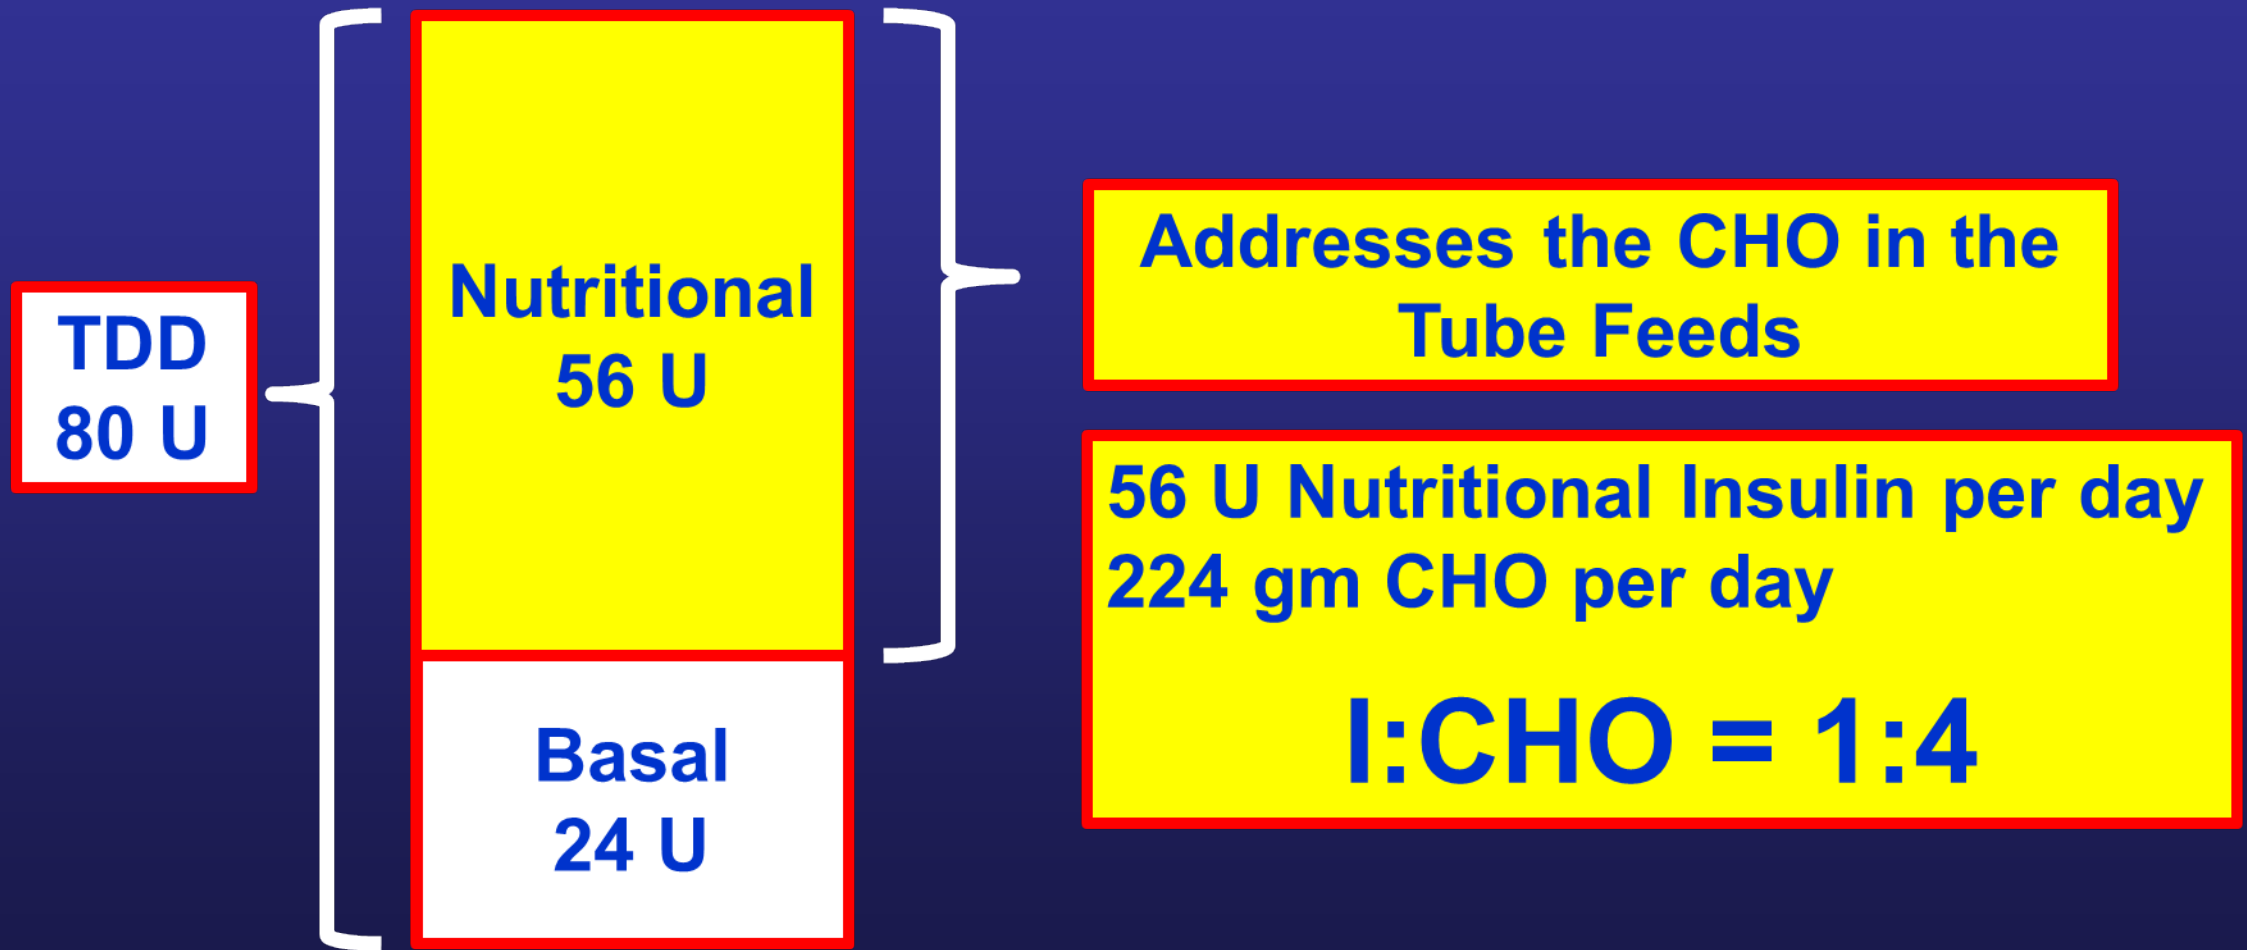 TDD
80 U
Nutritional
56 U
Basal
24 U
Addresses the CHO in the
Tube Feeds
56 U Nutritional Insulin per day
224 gm CHO per day
I:CHO = 1:4